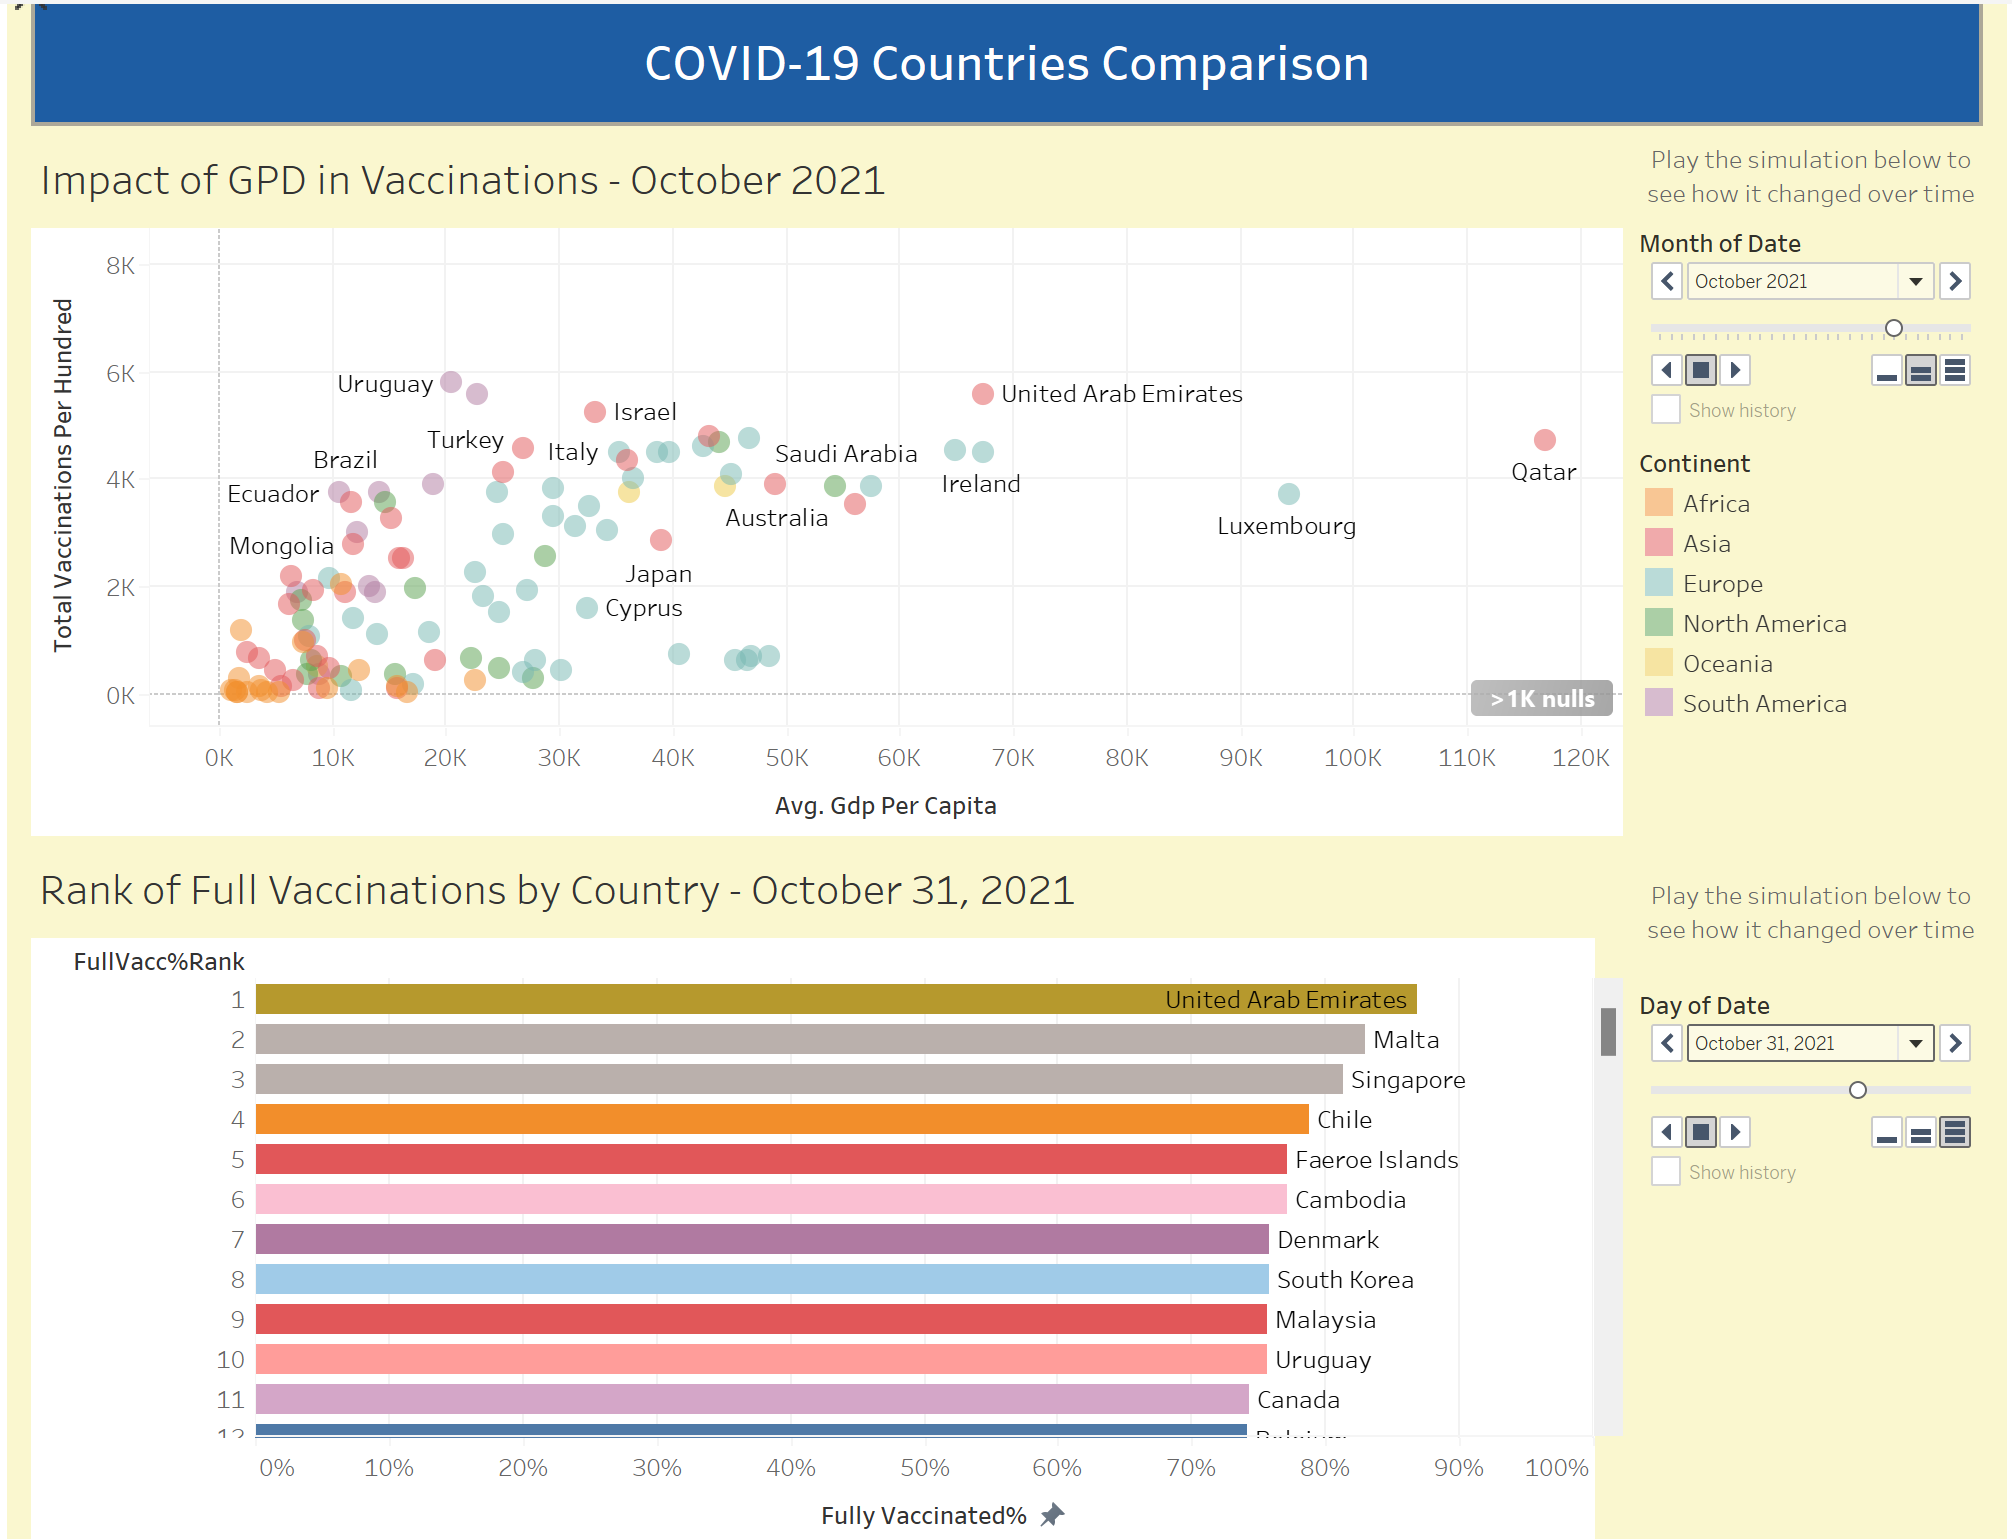 COVID-19 Countries Comparison
Impact of GPD in Vaccinations - October 2021
Play the simulation below to
see how it changed over time
Month of Date
October 2021
Show history
Continent
Africa
Asia
Europe
North America
Oceania
South America
Total Vaccinations Per Hundred
8K
6K
4K
2K
0K
Uruguay
United Arab Emirates
Israel
Turkey
Italy
Brazil
Saudi Arabia
Qatar
Ecuador
Ireland
Australia
Luxembourg
Mongolia
Japan
Cyprus
>1K nulls
0K 10K 20K 30K 40K 50K 60K 70K 80K 90K 100K 110K 120K
Avg. Gdp Per Capita
Rank of Full Vaccinations by Country - October 31, 2021
Play the simulation below to
see how it changed over time
Day of Date
October 31, 2021
Show history
FullVacc%Rank
1 United Arab Emirates
2 Malta
3 Singapore
4 Chile
5 Faeroe Islands
6 Cambodia
7 Denmark
8 South Korea
9 Malaysia
10 Uruguay
11 Canada
12 Belgium
0% 10% 20% 30% 40% 50% 60% 70% 80% 90% 100%
Fully Vaccinated%